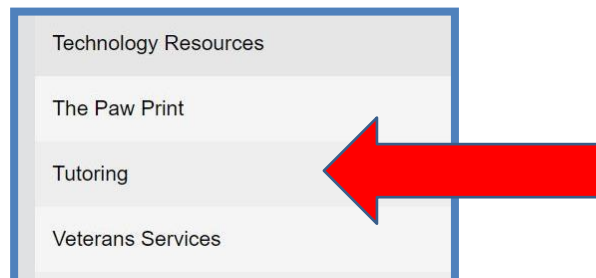 Technology Resources
The Paw Print
Tutoring
Veterans Services